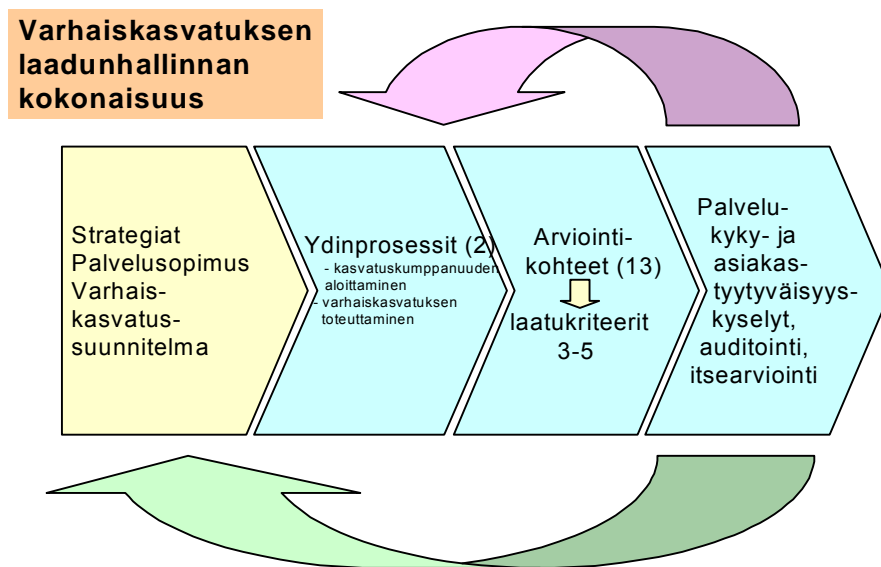 Varhaiskasvatuksen
laadunhallinnan
kokonaisuus
Strategiat
Palvelusopimus
Varhais-
kasvatus-
suunnitelma
Ydinprosessit (2)
- kasvatuskumppanuuden
aloittaminen
- varhaiskasvatuksen
toteuttaminen
Arviointi-
kohteet (13)
laatukriteerit
3-5
Palvelu-
kyky- ja
asiakas-
tyytyväisyys-
kyselyt,
auditointi,
itsearviointi